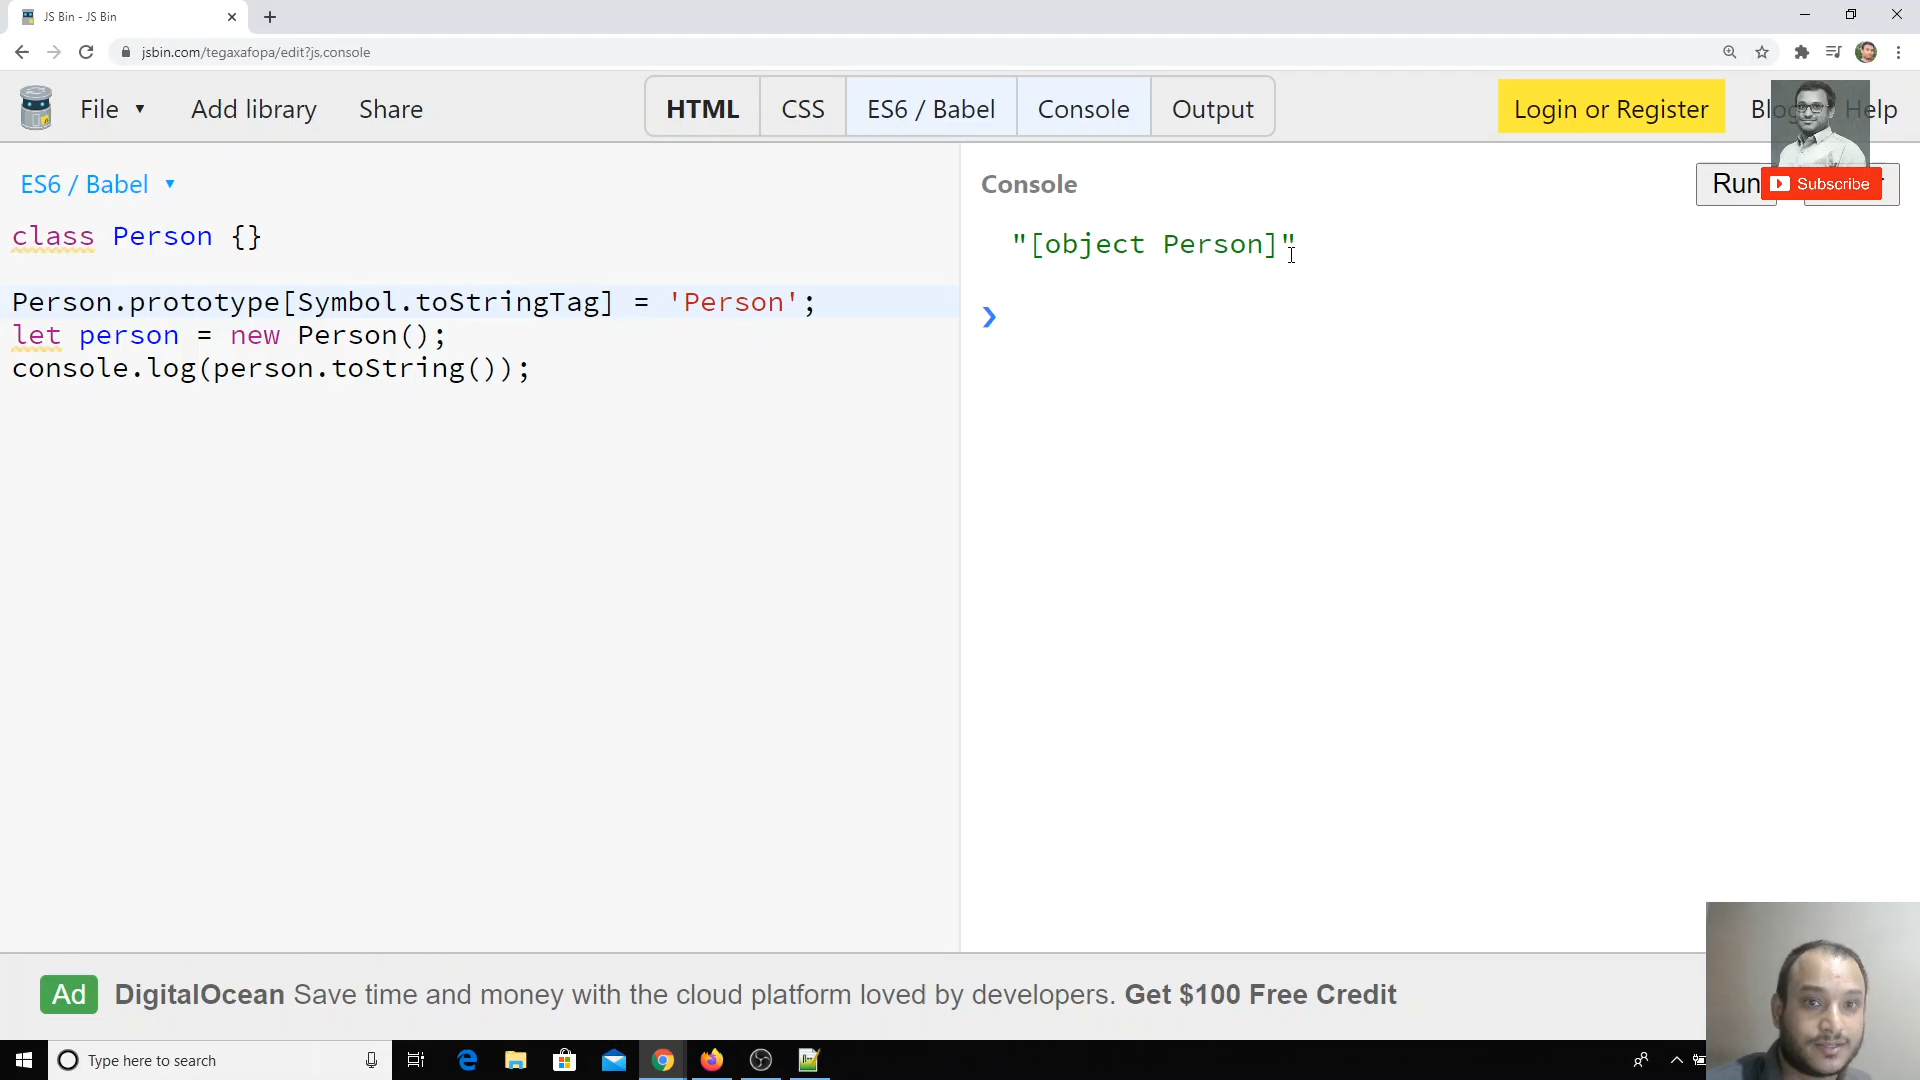 JS Bin - JS Bin
jsbin.com/tegaxafopa/edit?js,console
File
Add library
Share
HTML
CSS
ES6 / Babel
Console
Output
Login or Register
Help
ES6 / Babel
Console
Run
Subscribe
class Person {}
Person.prototype[Symbol.toStringTag] = 'Person';
let person = new Person();
console.log(person.toString());
"[object Person]"
Ad
DigitalOcean Save time and money with the cloud platform loved by developers. Get $100 Free Credit
Type here to search